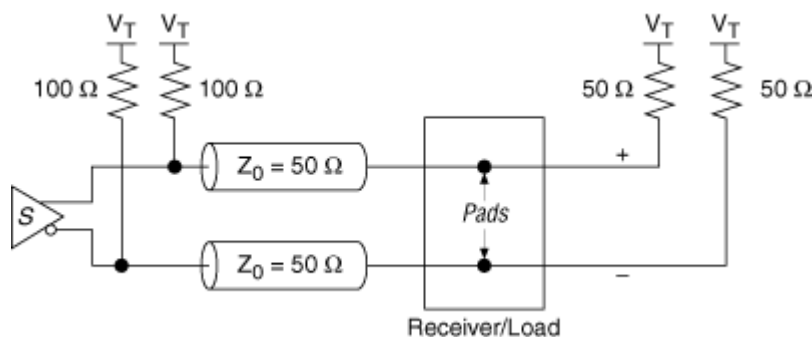 V_T V_T V_T V_T
100 Ω 100 Ω 50 Ω 50 Ω
Z_0 = 50 Ω +
S Pads
Z_0 = 50 Ω –
Receiver/Load